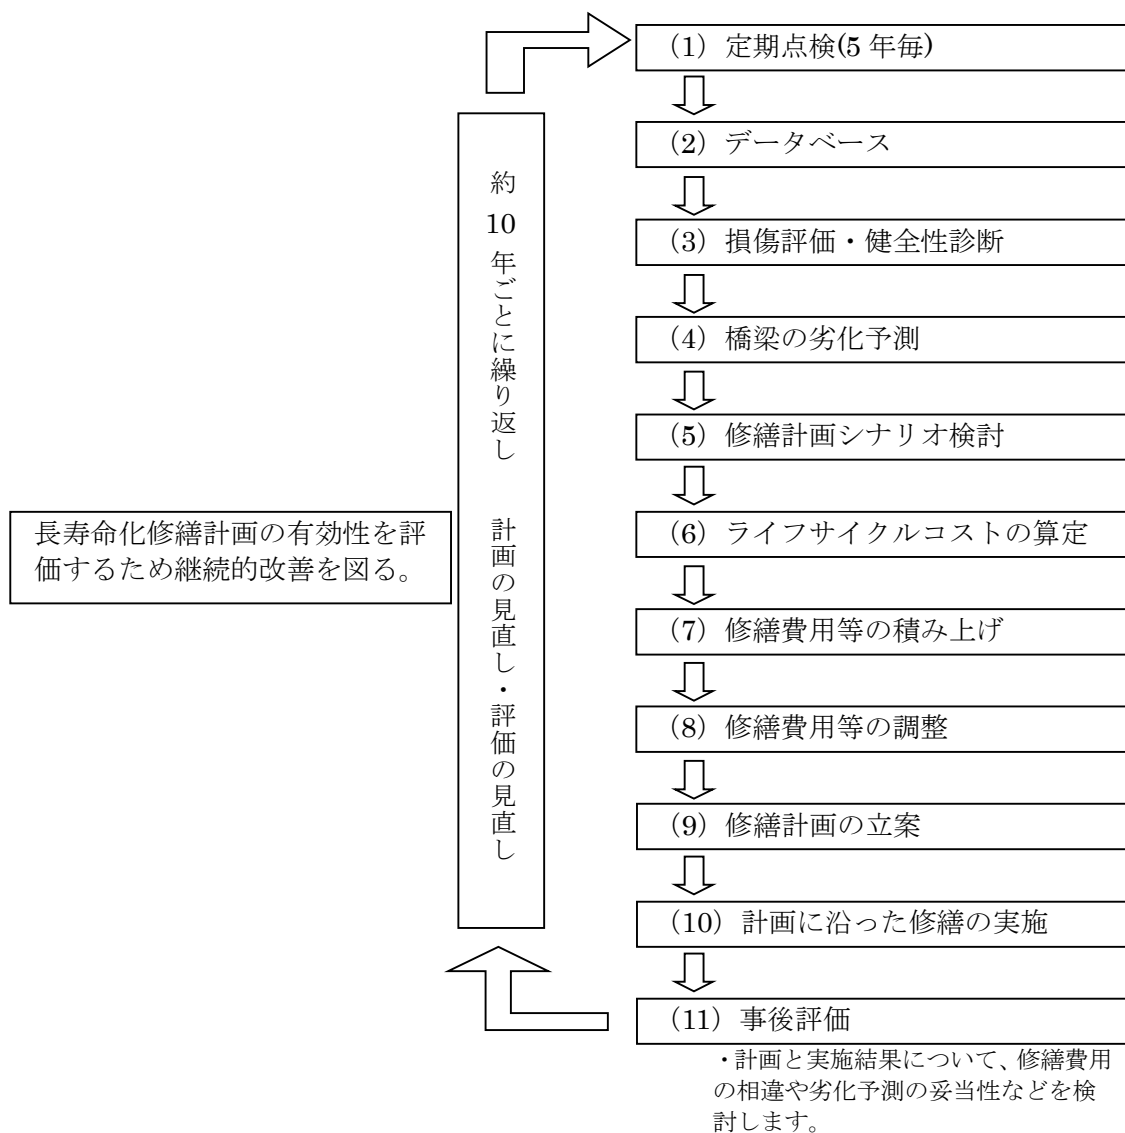 （1）定期点検(5 年毎)
（2）データベース
（3）損傷評価・健全性診断
（4）橋梁の劣化予測
（5）修繕計画シナリオ検討
（6）ライフサイクルコストの算定
（7）修繕費用等の積み上げ
（8）修繕費用等の調整
（9）修繕計画の立案
（10）計画に沿った修繕の実施
（11）事後評価
・計画と実施結果について、修繕費用
の相違や劣化予測の妥当性などを検
討します。
約 10 年ごとに繰り返し　計画の見直し・評価の見直し
長寿命化修繕計画の有効性を評
価するため継続的改善を図る。